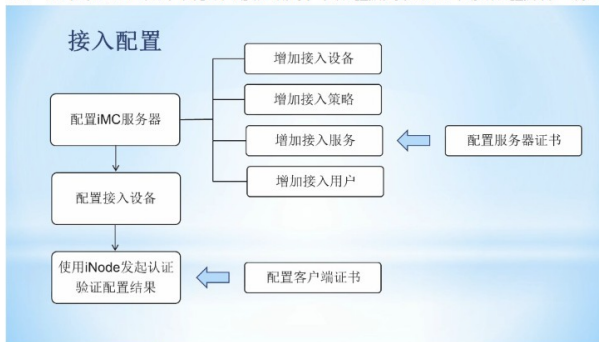 接入配置
增加接入设备
增加接入策略
配置iMC服务器
增加接入服务
配置服务器证书
增加接入用户
配置接入设备
使用iNode发起认证
验证配置结果
配置客户端证书